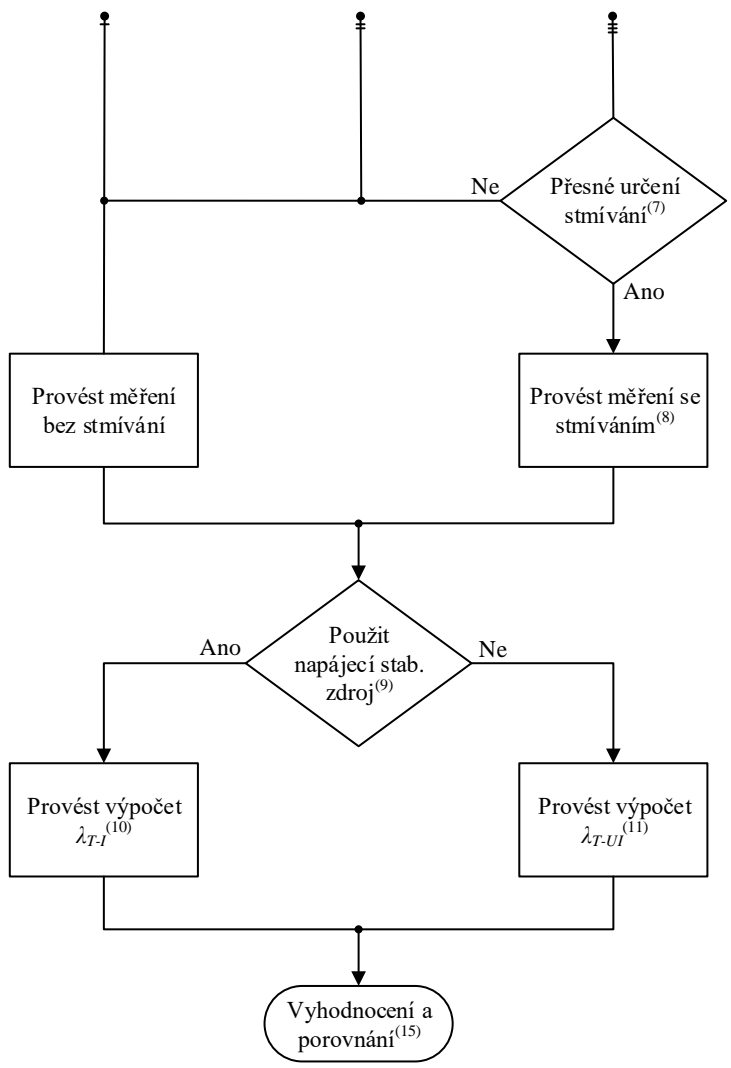 Ne
Přesné určení
stmívání(7)
Ano
Provést měření
bez stmívání
Provést měření se
stmíváním(8)
Ano
Použit
napájecí stab.
zdroj(9)
Ne
Provést výpočet
λT-I(10)
Provést výpočet
λT-UI(11)
Vyhodnocení a
porovnání(15)